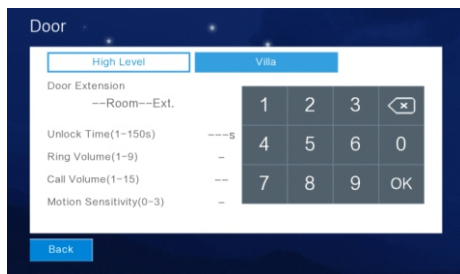 Door
High Level Villa
Door Extension
--Room--Ext.
Unlock Time(1-150s) ---s
Ring Volume(1-9) -
Call Volume(1-15) --
Motion Sensitivity(0-3) -
1 2 3
4 5 6 0
7 8 9 OK
Back